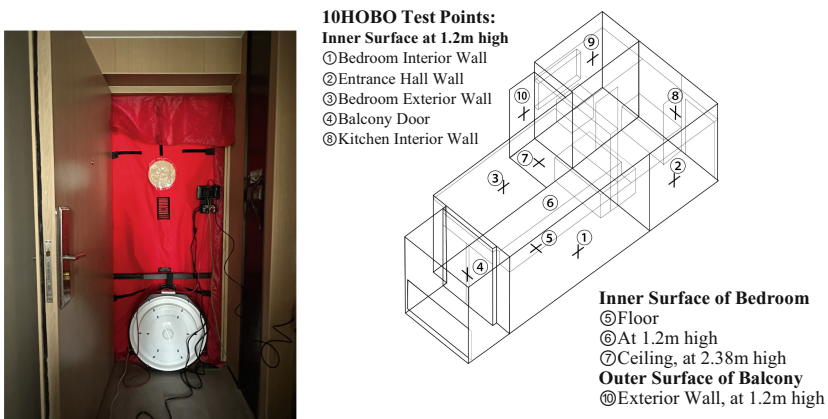 10HOBO Test Points:
Inner Surface at 1.2m high
①Bedroom Interior Wall
②Entrance Hall Wall
③Bedroom Exterior Wall
④Balcony Door
⑧Kitchen Interior Wall
⑨
⑩
⑧
⑦
②
③
⑥
⑤
①
④
Inner Surface of Bedroom
⑤Floor
⑥At 1.2m high
⑦Ceiling, at 2.38m high
Outer Surface of Balcony
⑩Exterior Wall, at 1.2m high